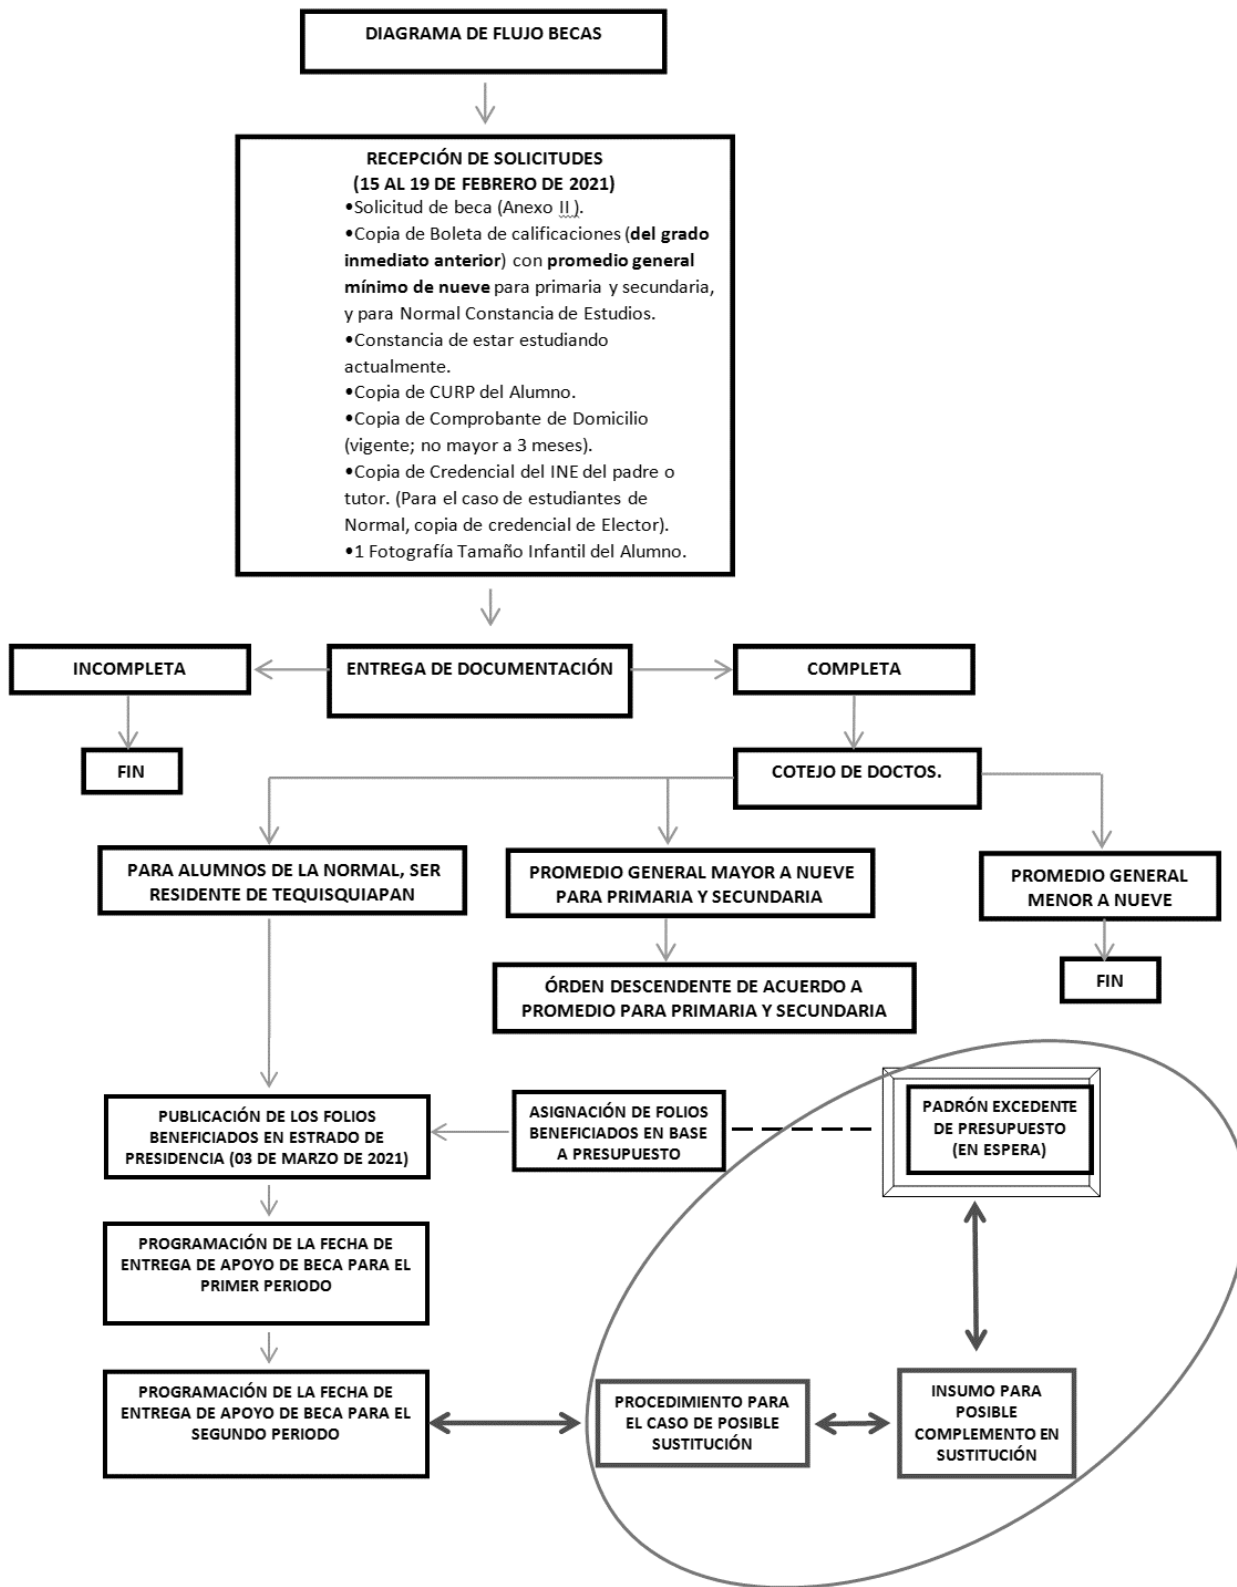 DIAGRAMA DE FLUJO BECAS
RECEPCIÓN DE SOLICITUDES
(15 AL 19 DE FEBRERO DE 2021)
•Solicitud de beca (Anexo II ).
•Copia de Boleta de calificaciones (del grado
inmediato anterior) con promedio general
mínimo de nueve para primaria y secundaria,
y para Normal Constancia de Estudios.
•Constancia de estar estudiando
actualmente.
•Copia de CURP del Alumno.
•Copia de Comprobante de Domicilio
(vigente; no mayor a 3 meses).
•Copia de Credencial del INE del padre o
tutor. (Para el caso de estudiantes de
Normal, copia de credencial de Elector).
•1 Fotografía Tamaño Infantil del Alumno.
INCOMPLETA
ENTREGA DE DOCUMENTACIÓN
COMPLETA
FIN
COTEJO DE DOCTOS.
PARA ALUMNOS DE LA NORMAL, SER
RESIDENTE DE TEQUISQUIAPAN
PROMEDIO GENERAL MAYOR A NUEVE
PARA PRIMARIA Y SECUNDARIA
PROMEDIO GENERAL
MENOR A NUEVE
ÓRDEN DESCENDENTE DE ACUERDO A
PROMEDIO PARA PRIMARIA Y SECUNDARIA
FIN
PUBLICACIÓN DE LOS FOLIOS
BENEFICIADOS EN ESTRADO DE
PRESIDENCIA (03 DE MARZO DE 2021)
ASIGNACIÓN DE FOLIOS
BENEFICIADOS EN BASE
A PRESUPUESTO
PADRÓN EXCEDENTE
DE PRESUPUESTO
(EN ESPERA)
PROGRAMACIÓN DE LA FECHA DE
ENTREGA DE APOYO DE BECA PARA EL
PRIMER PERIODO
PROGRAMACIÓN DE LA FECHA DE
ENTREGA DE APOYO DE BECA PARA EL
SEGUNDO PERIODO
PROCEDIMIENTO PARA
EL CASO DE POSIBLE
SUSTITUCIÓN
INSUMO PARA
POSIBLE
COMPLEMENTO EN
SUSTITUCIÓN